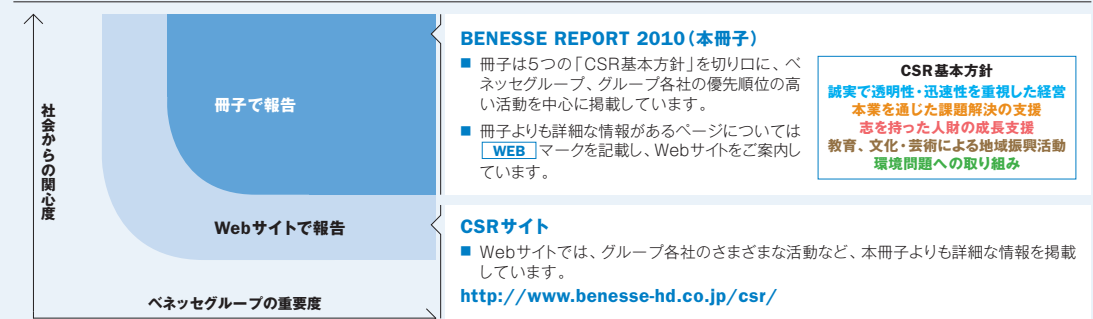 社会からの関心度
冊子で報告
Webサイトで報告
ベネッセグループの重要度
BENESSE REPORT 2010（本冊子）
■ 冊子は5つの「CSR基本方針」を切り口に、ベ
ネッセグループ、グループ各社の優先順位の高
い活動を中心に掲載しています。
■ 冊子よりも詳細な情報があるページについては
WEB マークを記載し、Webサイトをご案内し
ています。
CSR基本方針
誠実で透明性・迅速性を重視した経営
本業を通じた課題解決の支援
志を持った人財の成長支援
教育、文化・芸術による地域振興活動
環境問題への取り組み
CSRサイト
■ Webサイトでは、グループ各社のさまざまな活動など、本冊子よりも詳細な情報を掲載
しています。
http://www.benesse-hd.co.jp/csr/